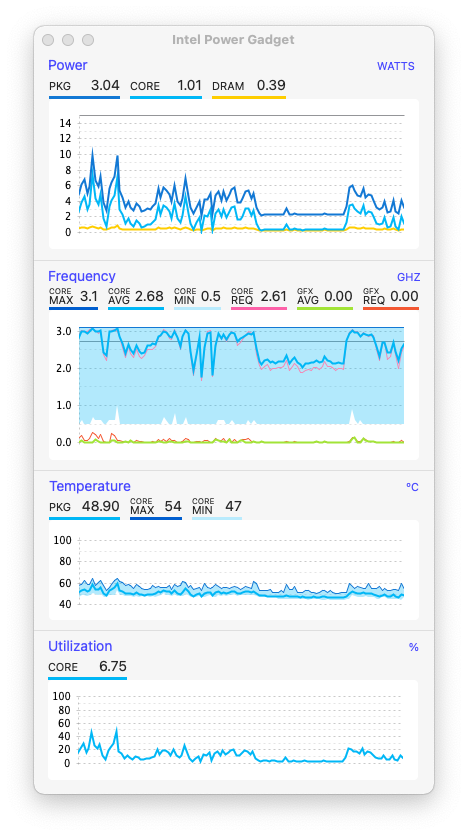 Intel Power Gadget
Power WATTS
PKG 3.04 CORE 1.01 DRAM 0.39
14
12
10
8
6
4
2
0
Frequency GHZ
CORE MAX 3.1 CORE AVG 2.68 CORE MIN 0.5 CORE REQ 2.61 GFX AVG 0.00 GFX REQ 0.00
3.0
2.0
1.0
0.0
Temperature °C
PKG 48.90 CORE MAX 54 CORE MIN 47
100
80
60
40
Utilization %
CORE 6.75
100
80
60
40
20
0